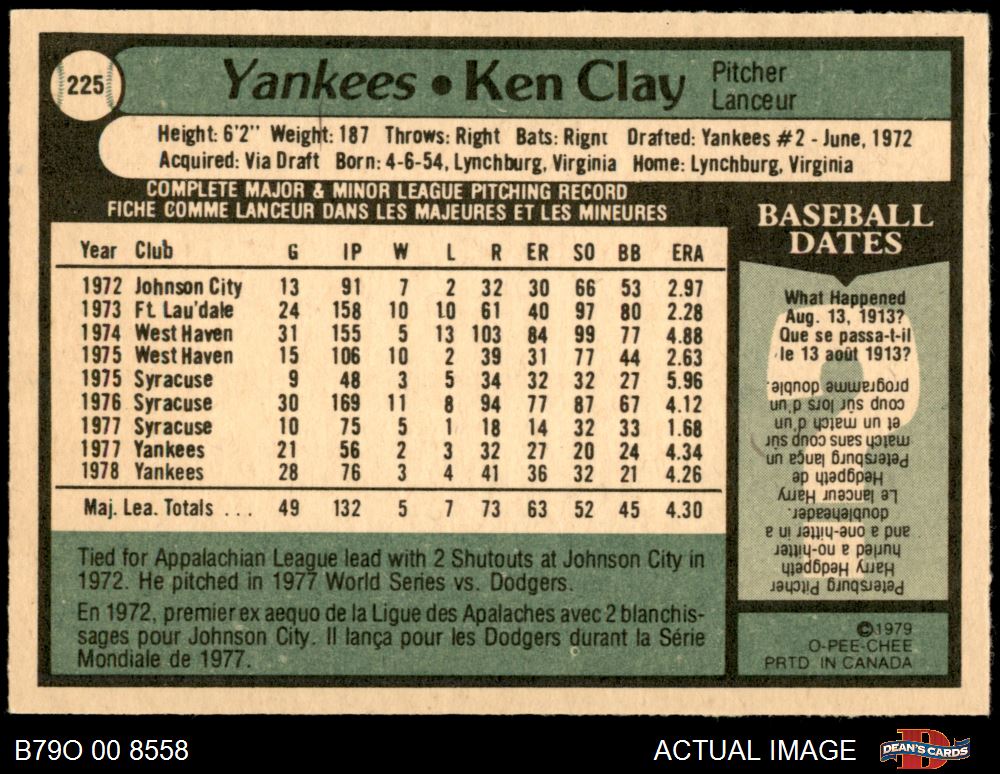 225
Yankees • Ken Clay
Pitcher
Lanceur
Height: 6'2" Weight: 187 Throws: Right Bats: Right Drafted: Yankees #2 - June, 1972
Acquired: Via Draft Born: 4-6-54, Lynchburg, Virginia Home: Lynchburg, Virginia
COMPLETE MAJOR & MINOR LEAGUE PITCHING RECORD
FICHE COMME LANCEUR DANS LES MAJEURES ET LES MINEURES
Year Club G IP W L R ER SO BB ERA
1972 Johnson City 13 91 7 2 32 30 66 53 2.97
1973 Ft. Lau'dale 24 158 10 10 61 40 97 80 2.28
1974 West Haven 31 155 5 13 103 84 99 77 4.88
1975 West Haven 15 106 10 2 39 31 77 44 2.63
1975 Syracuse 9 48 3 5 34 32 32 27 5.96
1976 Syracuse 30 169 11 8 94 77 87 67 4.12
1977 Syracuse 10 75 5 1 18 14 32 33 1.68
1977 Yankees 21 56 2 3 32 27 20 24 4.34
1978 Yankees 28 76 3 4 41 36 32 21 4.26
Maj. Lea. Totals . . . 49 132 5 7 73 63 52 45 4.30
Tied for Appalachian League lead with 2 Shutouts at Johnson City in
1972. He pitched in 1977 World Series vs. Dodgers.
En 1972, premier ex aequo de la Ligue des Apalaches avec 2 blanchis-
sages pour Johnson City. Il lança pour les Dodgers durant la Série
Mondiale de 1977.
BASEBALL
DATES
What Happened
Aug. 13, 1913?
Que se passa-t-il
le 13 août 1913?
Petersburg Pitcher
Harry Hedgpeth
hurled a no-hitter
and a one-hitter in a
doubleheader.
Le lanceur Harry
Hedgpeth de
Petersburg lança un
match sans coup sur
et un match d'un
coup sûr lors d'un
programme double.
©1979
O-PEE-CHEE
PRTD IN CANADA
B79O 00 8558
ACTUAL IMAGE
DEAN'S CARDS